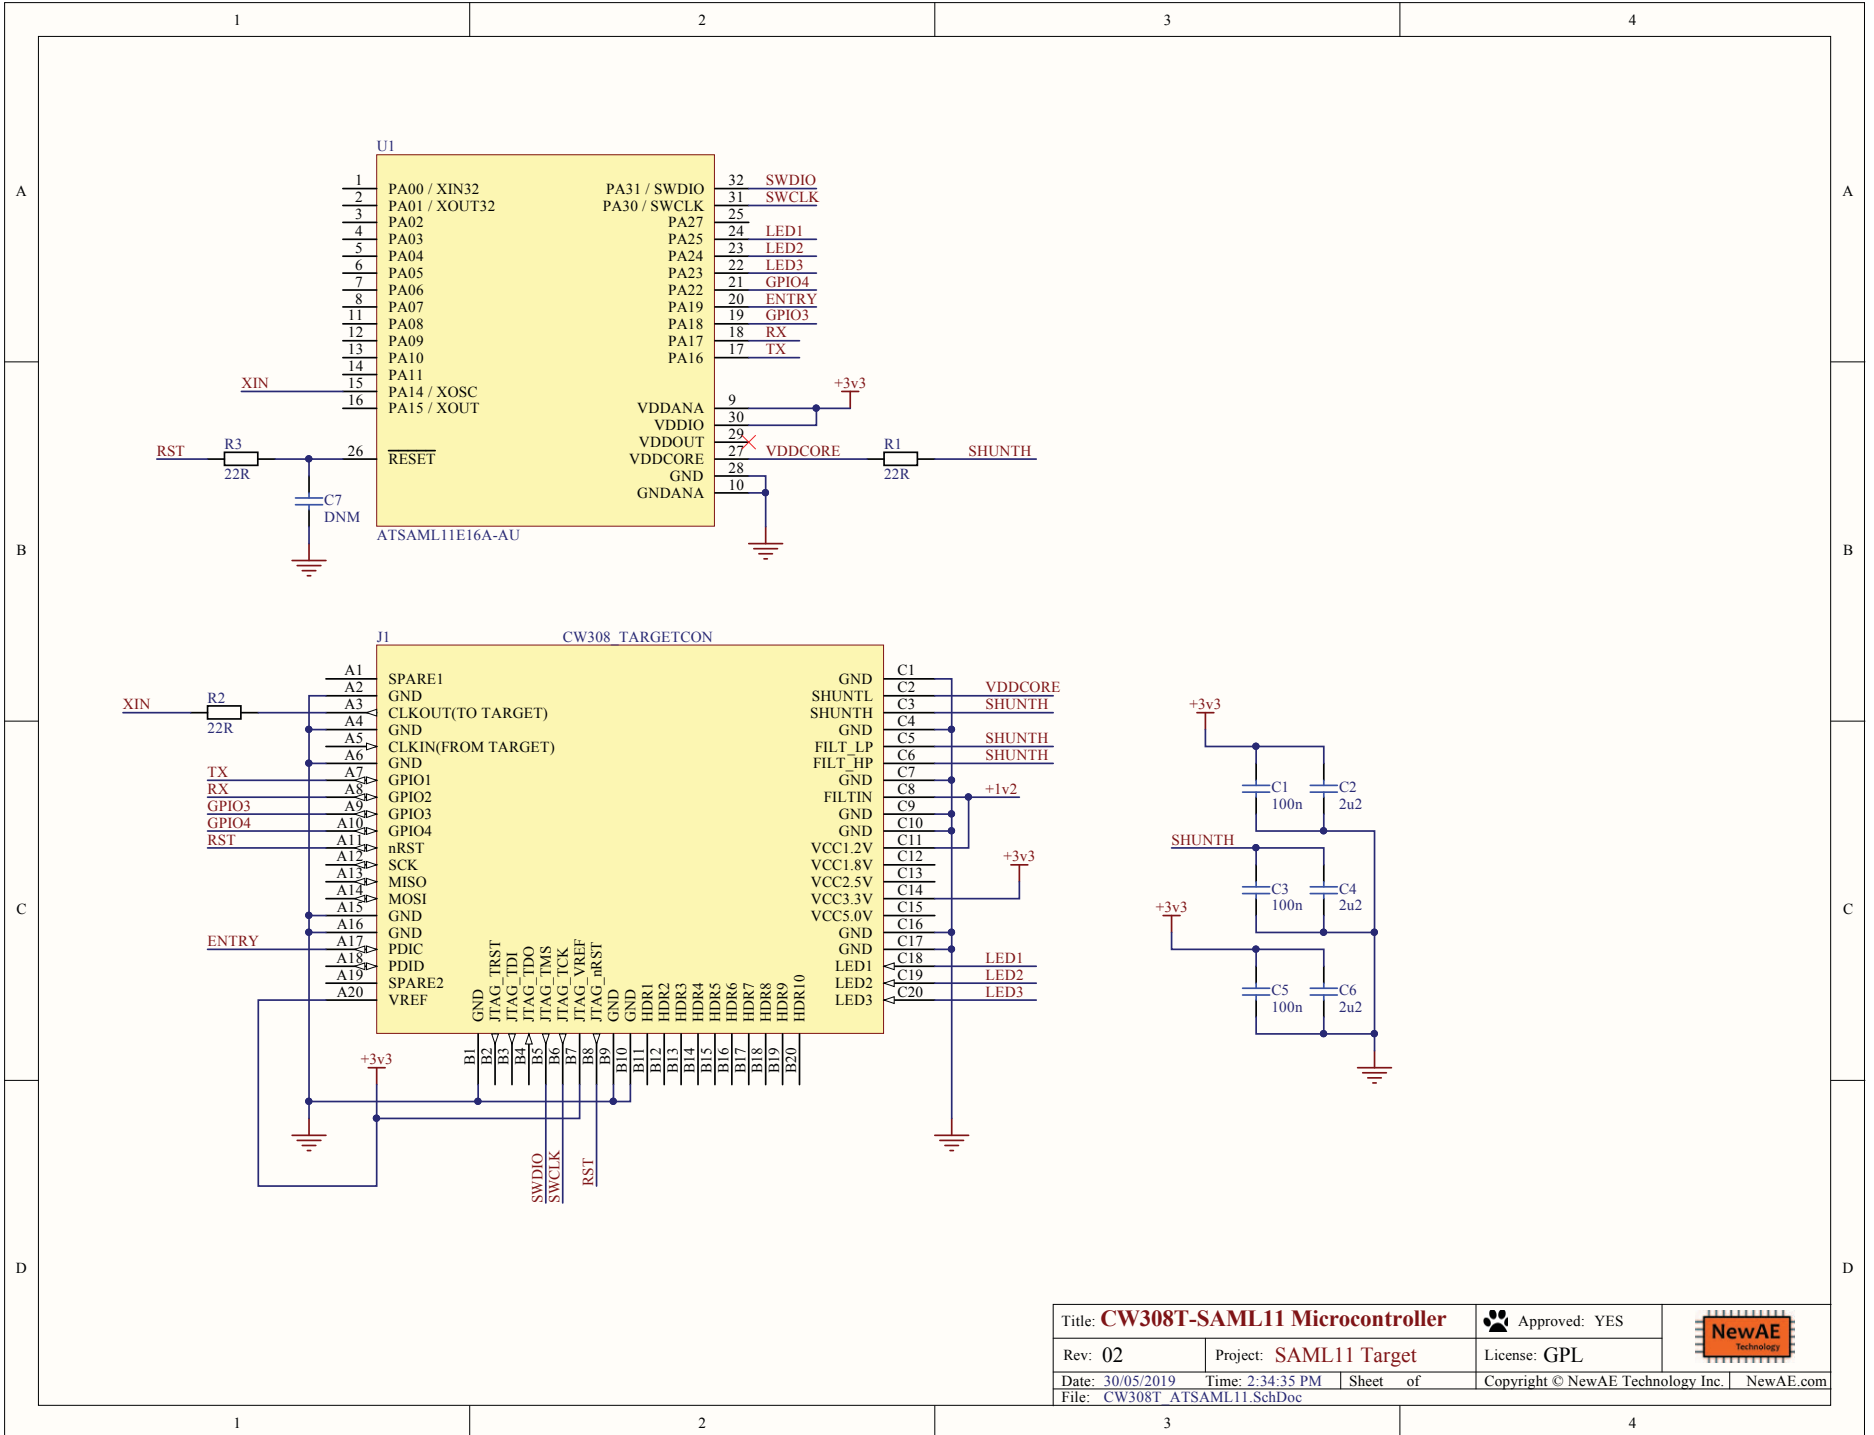 1 2 3 4
A A
B B
C C
D D
U1
1 PA00 / XIN32
2 PA01 / XOUT32
3 PA02
4 PA03
5 PA04
6 PA05
7 PA06
8 PA07
11 PA08
12 PA09
13 PA10
14 PA11
XIN 15 PA14 / XOSC
16 PA15 / XOUT
RST R3 22R 26 RESET
C7
DNM
PA31 / SWDIO 32 SWDIO
PA30 / SWCLK 31 SWCLK
PA27 25
PA25 24 LED1
PA24 23 LED2
PA23 22 LED3
PA22 21 GPIO4
PA19 20 ENTRY
PA18 19 GPIO3
PA17 18 RX
PA16 17 TX
+3v3
VDDANA 9
VDDIO 30
VDDOUT 29
VDDCORE 27 VDDCORE R1 22R SHUNTH
GND 28
GNDANA 10
ATSAML11E16A-AU
J1 CW308_TARGETCON
A1 SPARE1
A2 GND
XIN R2 22R A3 CLKOUT(TO TARGET)
A4 GND
A5 CLKIN(FROM TARGET)
A6 GND
TX A7 GPIO1
RX A8 GPIO2
GPIO3 A9 GPIO3
GPIO4 A10 GPIO4
RST A11 nRST
A12 SCK
A13 MISO
A14 MOSI
A15 GND
A16 GND
ENTRY A17 PDIC
A18 PDID
A19 SPARE2
A20 VREF
+3v3
GND C1
SHUNTL C2 VDDCORE
SHUNTH C3 SHUNTH
GND C4
FILT_LP C5 SHUNTH
FILT_HP C6 SHUNTH
GND C7
FILTIN C8 +1v2
GND C9
GND C10
VCC1.2V C11
VCC1.8V C12
VCC2.5V C13
VCC3.3V C14 +3v3
VCC5.0V C15
GND C16
GND C17
LED1 C18 LED1
LED2 C19 LED2
LED3 C20 LED3
GND B1
JTAG_TRST B2
JTAG_TDI B3
JTAG_TDO B4
JTAG_TMS B5 SWDIO
JTAG_TCK B6 SWCLK
JTAG_VREF B7
JTAG_nRST B8 RST
GND B9
GND B10
HDR1 B11
HDR2 B12
HDR3 B13
HDR4 B14
HDR5 B15
HDR6 B16
HDR7 B17
HDR8 B18
HDR9 B19
HDR10 B20
+3v3
C1 C2
100n 2u2
SHUNTH
C3 C4
100n 2u2
+3v3
C5 C6
100n 2u2
Title: CW308T-SAML11 Microcontroller Approved: YES
NewAE
Technology
Rev: 02 Project: SAML11 Target License: GPL
Date: 30/05/2019 Time: 2:34:35 PM Sheet of Copyright © NewAE Technology Inc. NewAE.com
File: CW308T_ATSAML11.SchDoc
1 2 3 4